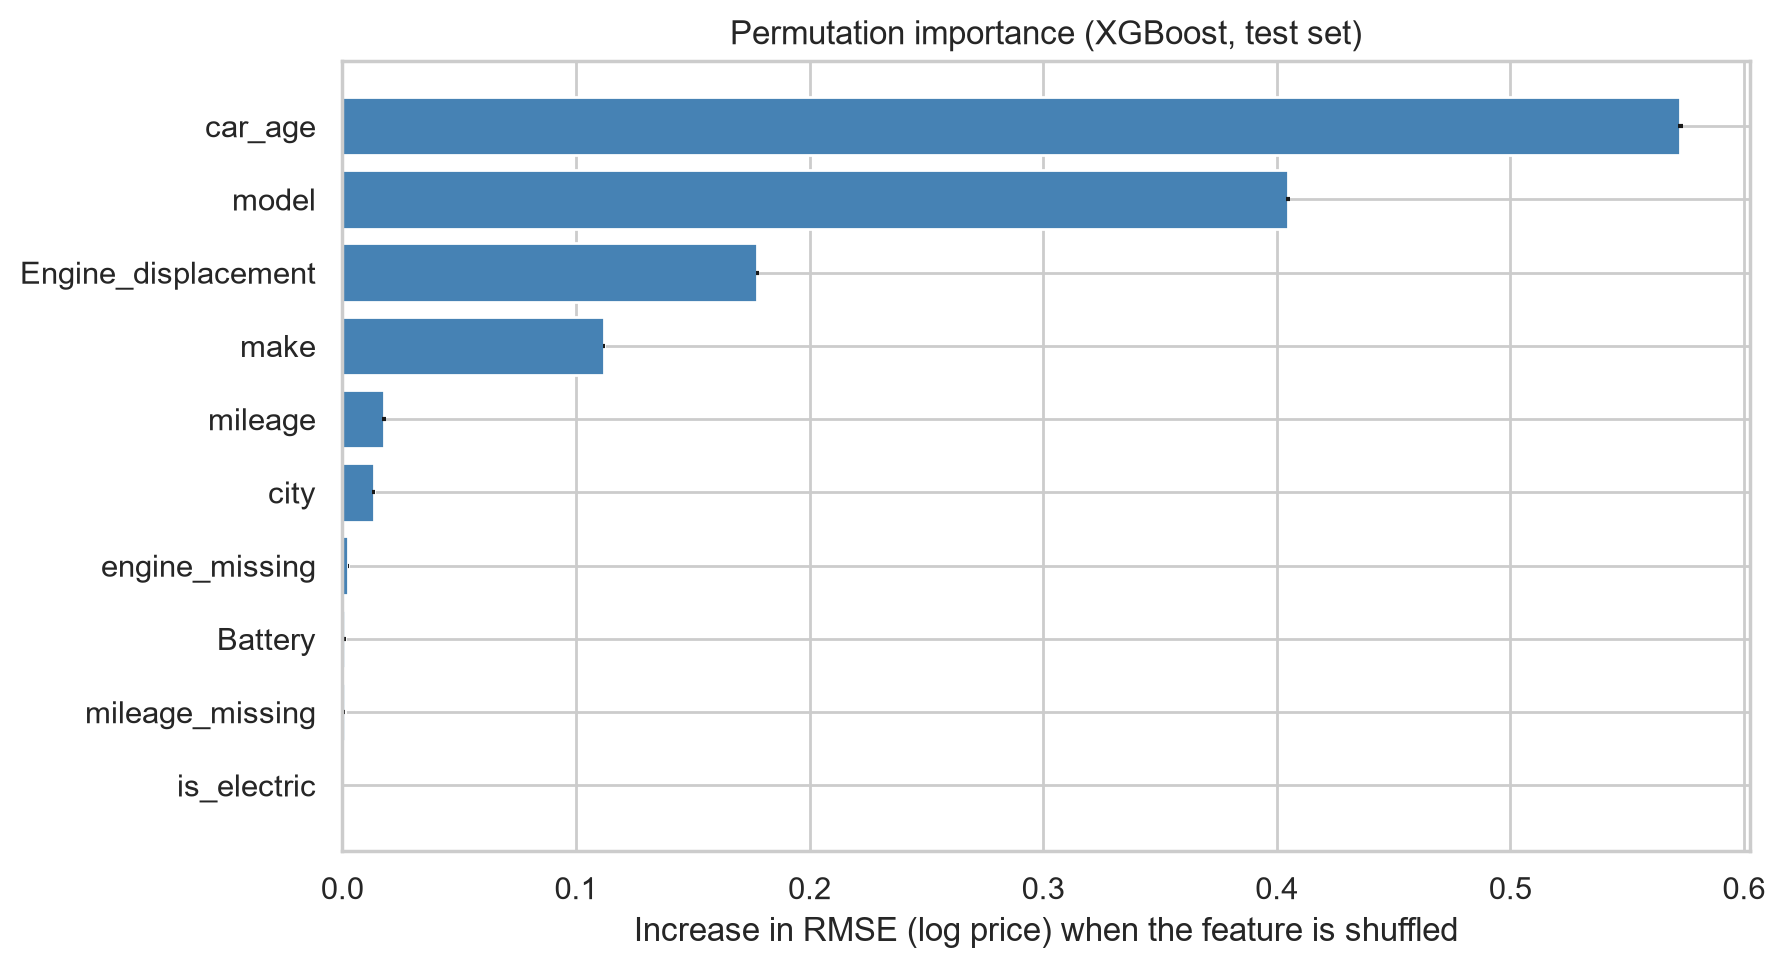 Permutation importance (XGBoost, test set)
car_age
model
Engine_displacement
make
mileage
city
engine_missing
Battery
mileage_missing
is_electric
0.0 0.1 0.2 0.3 0.4 0.5 0.6
Increase in RMSE (log price) when the feature is shuffled